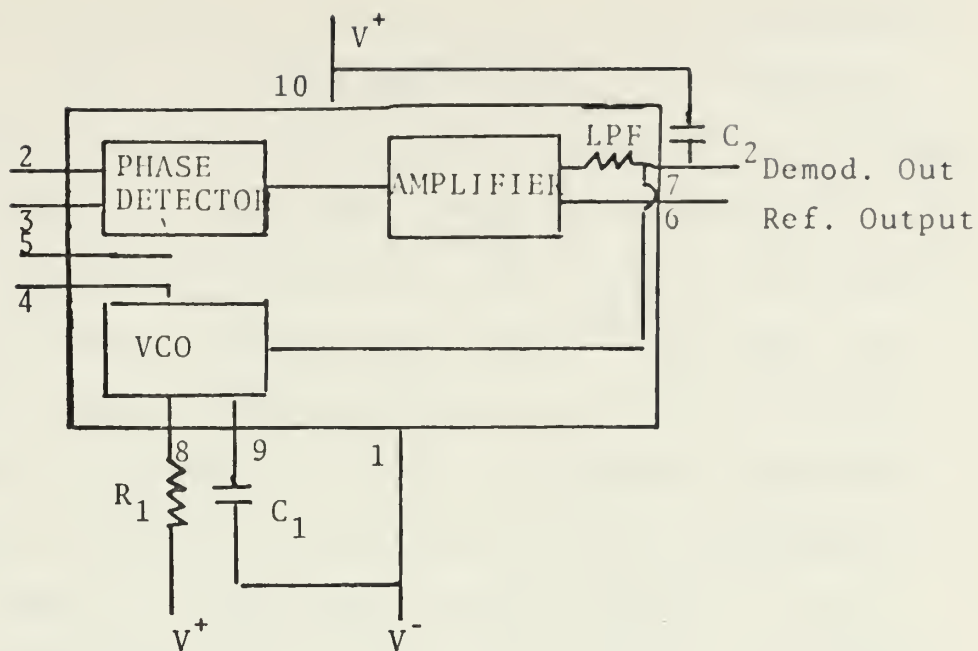 V+
10
LPF
C2
2
PHASE
DETECTOR
AMPLIFIER
7
Demod. Out
3
6
Ref. Output
5
4
VCO
8
9
1
R1
C1
V+
V-